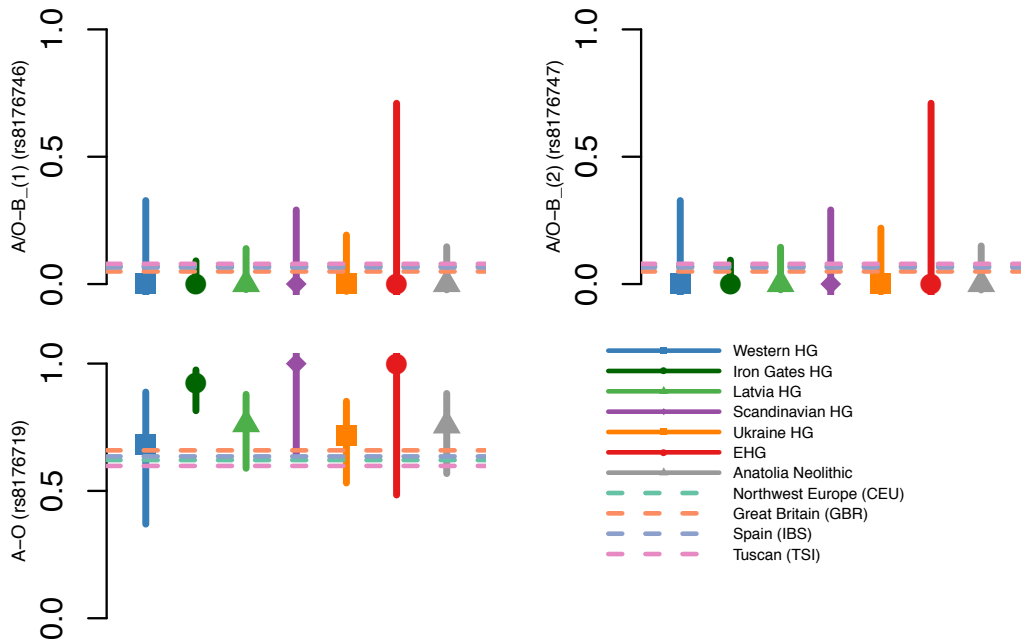 A/O−B_(1) (rs8176746)
1.0
0.5
0.0
A/O−B_(2) (rs8176747)
1.0
0.5
0.0
A−O (rs8176719)
1.0
0.5
0.0
Western HG
Iron Gates HG
Latvia HG
Scandinavian HG
Ukraine HG
EHG
Anatolia Neolithic
Northwest Europe (CEU)
Great Britain (GBR)
Spain (IBS)
Tuscan (TSI)